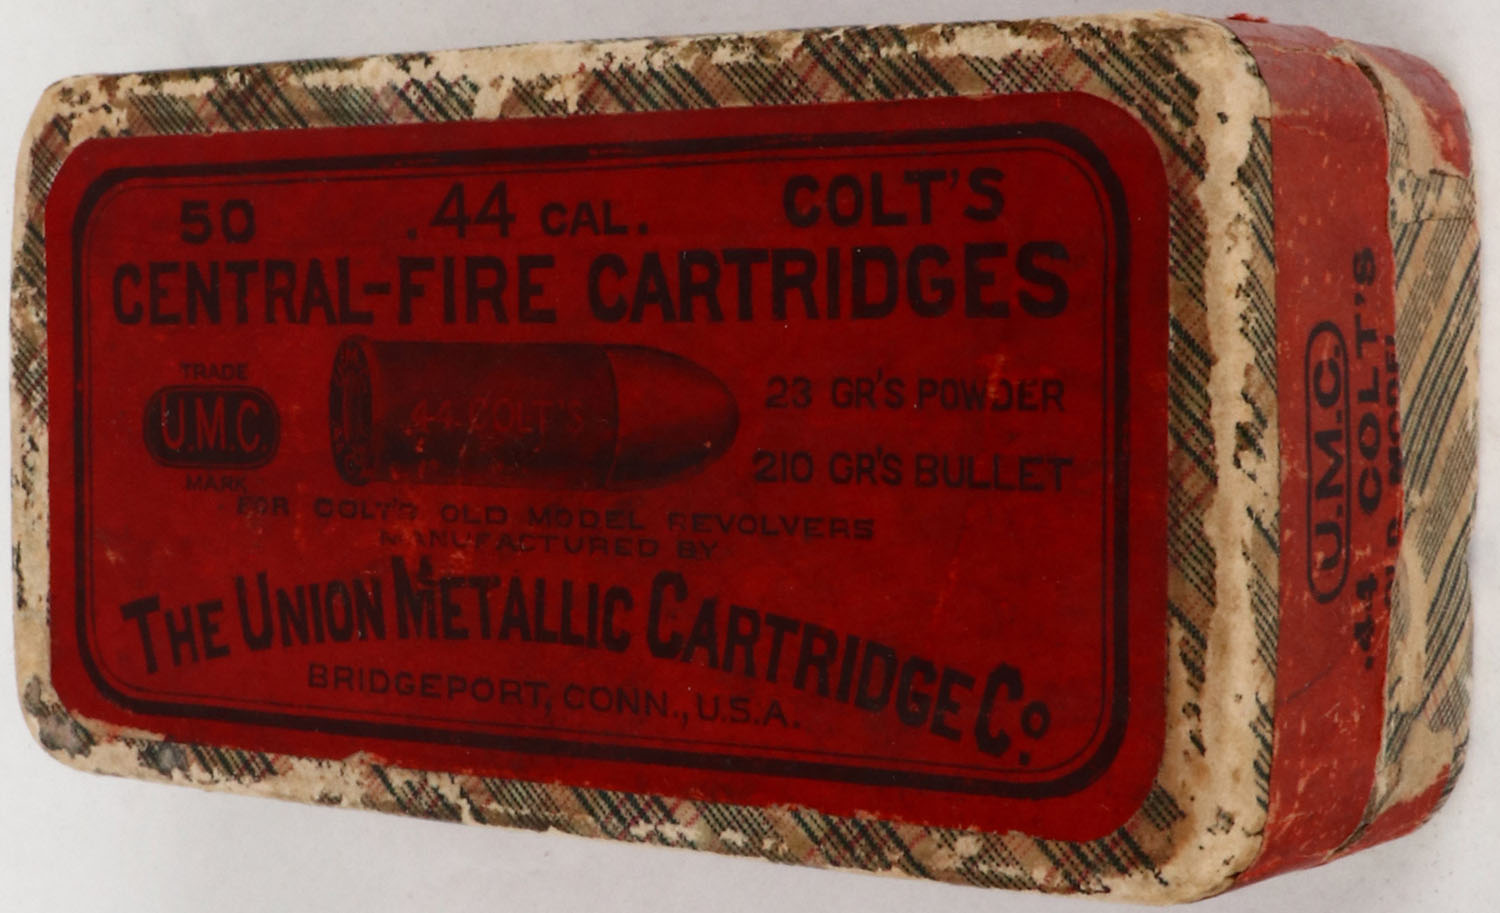 50 .44 CAL. COLT'S
CENTRAL-FIRE CARTRIDGES
TRADE
U.M.C.
MARK
.44 COLT'S
23 GR'S POWDER
210 GR'S BULLET
FOR COLT'S OLD MODEL REVOLVERS
MANUFACTURED BY
THE UNION METALLIC CARTRIDGE CO.
BRIDGEPORT, CONN., U.S.A.
U.M.C.
.44 COLT'S